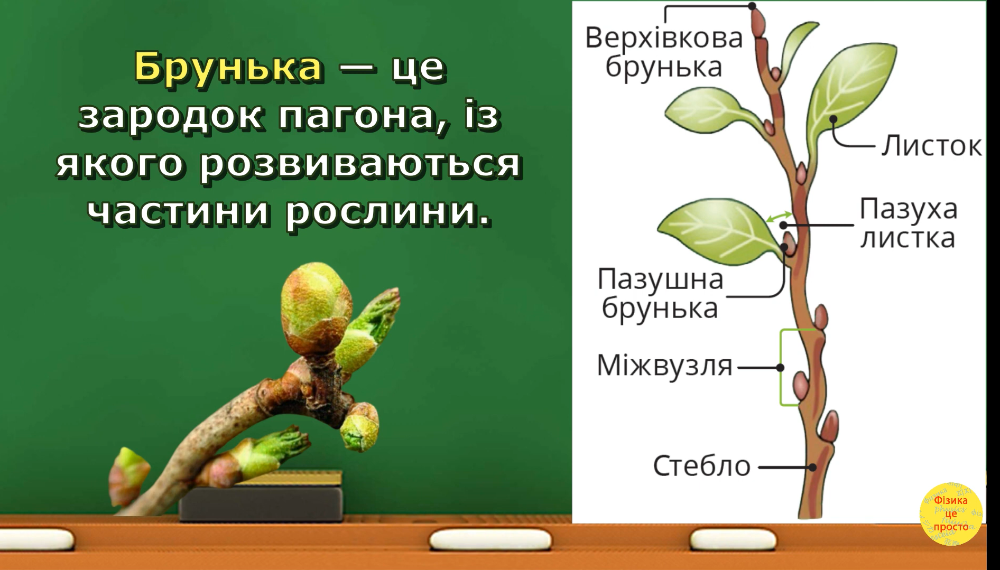 Брунька — це
зародок пагона, із
якого розвиваються
частини рослини.
Верхівкова
брунька
Листок
Пазуха
листка
Пазушна
брунька
Міжвузля
Стебло
Фізика
це
просто